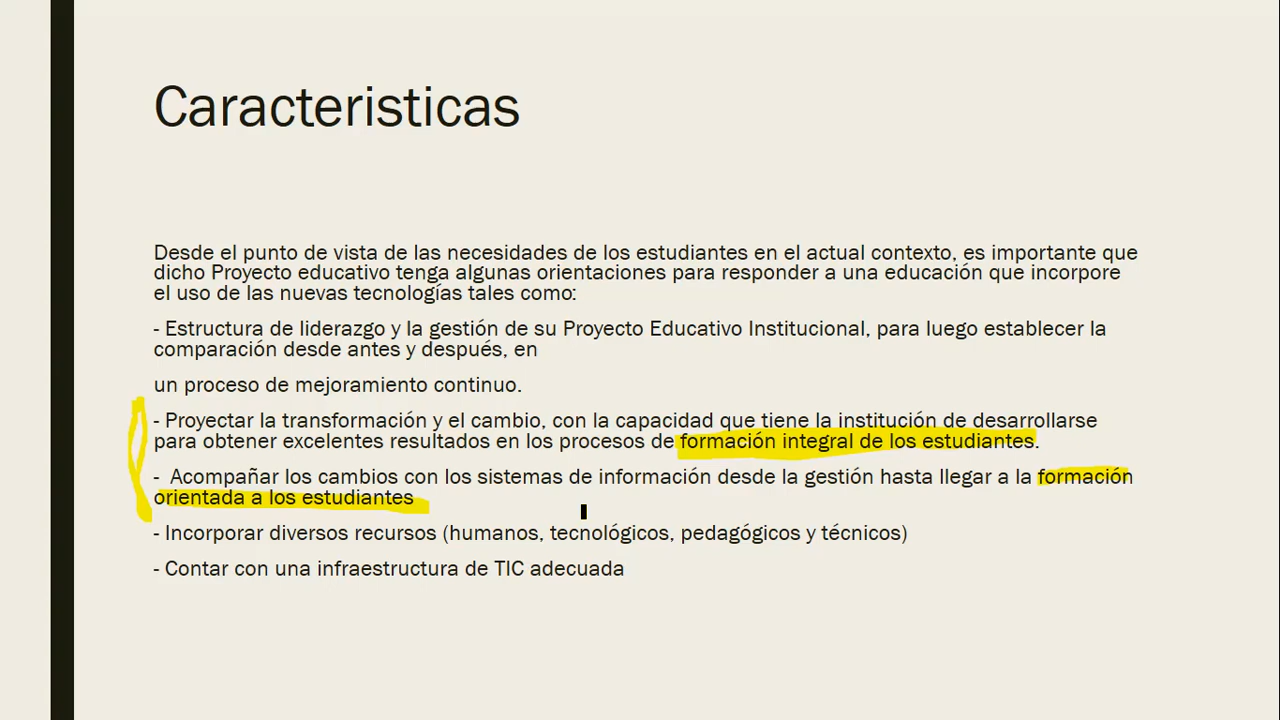 Caracteristicas
Desde el punto de vista de las necesidades de los estudiantes en el actual contexto, es importante que
dicho Proyecto educativo tenga algunas orientaciones para responder a una educación que incorpore
el uso de las nuevas tecnologías tales como:
- Estructura de liderazgo y la gestión de su Proyecto Educativo Institucional, para luego establecer la
comparación desde antes y después, en
un proceso de mejoramiento continuo.
- Proyectar la transformación y el cambio, con la capacidad que tiene la institución de desarrollarse
para obtener excelentes resultados en los procesos de formación integral de los estudiantes.
- Acompañar los cambios con los sistemas de información desde la gestión hasta llegar a la formación
orientada a los estudiantes
- Incorporar diversos recursos (humanos, tecnológicos, pedagógicos y técnicos)
- Contar con una infraestructura de TIC adecuada